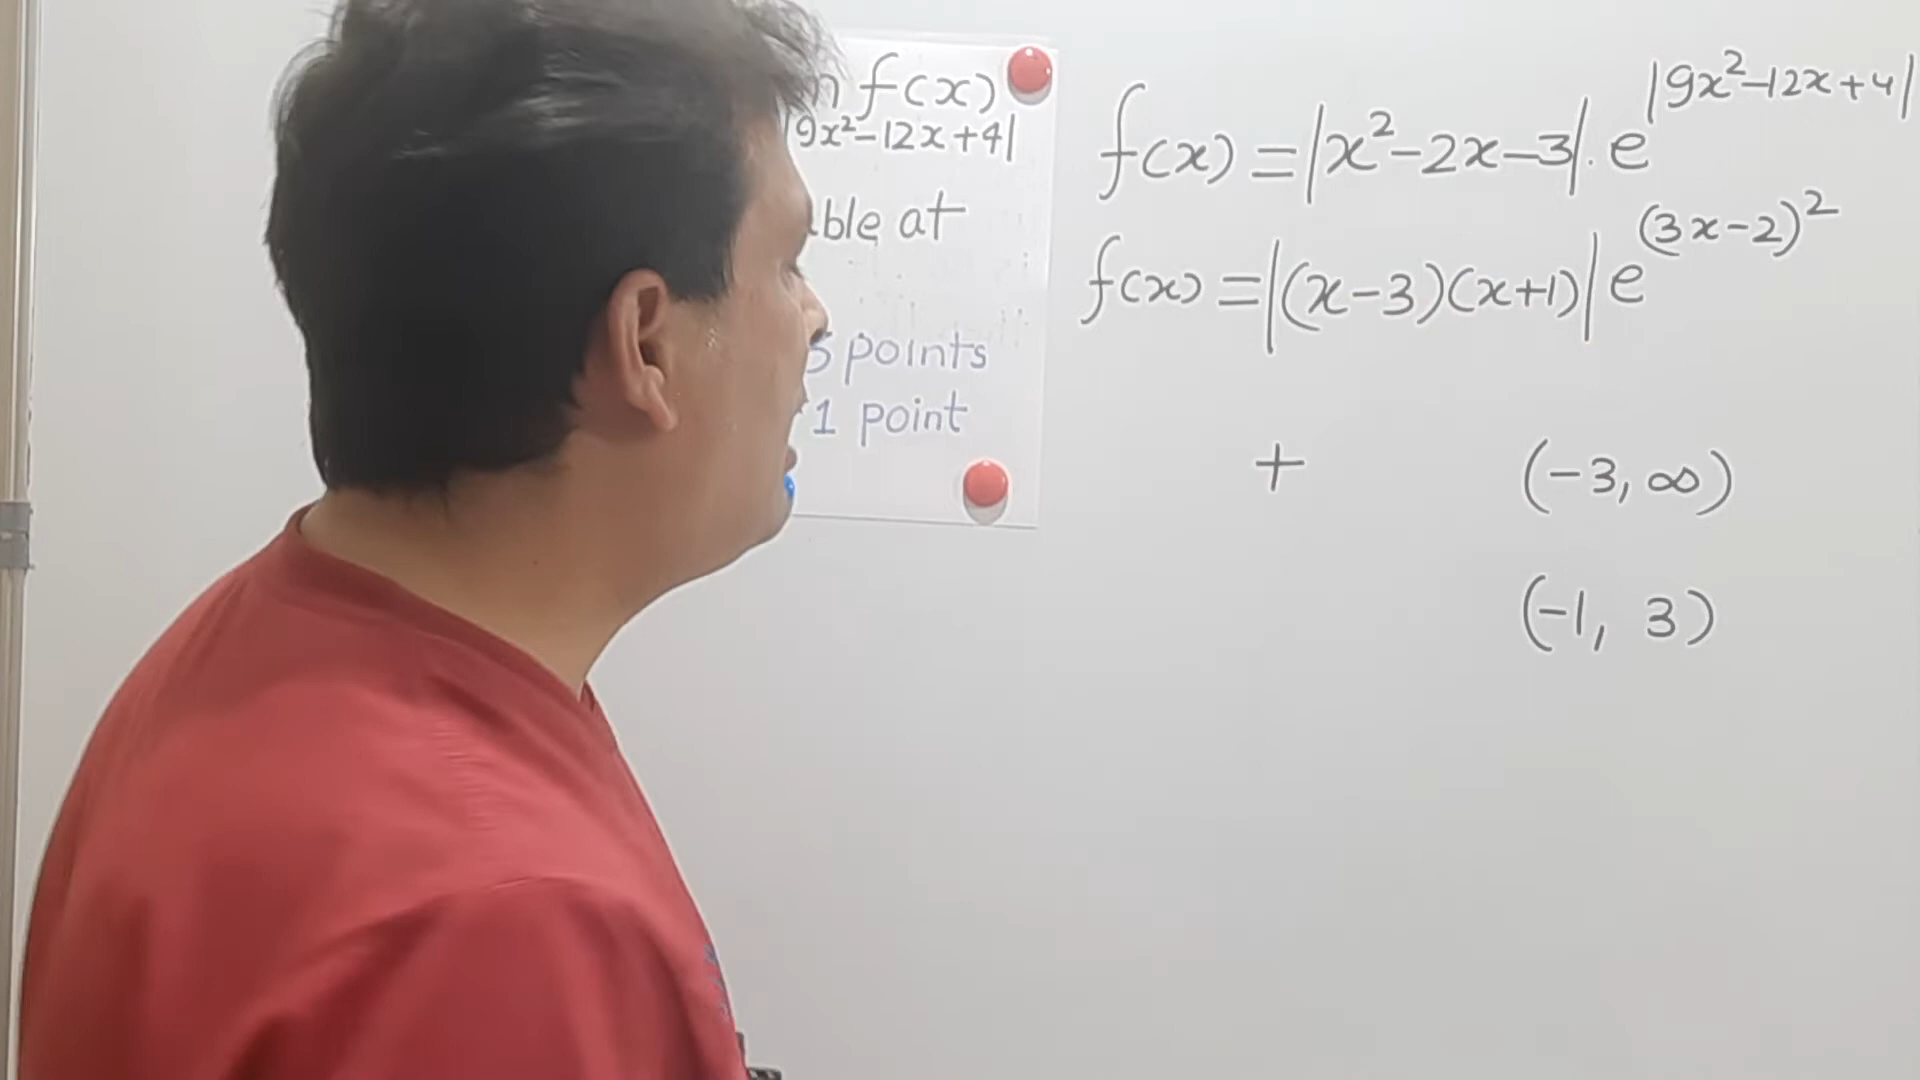 f(x)
|9x²-12x+4|
at
points
1 point
f(x) = |x²-2x-3|. e^|9x²-12x+4|
f(x) = |(x-3)(x+1)| e^(3x-2)²
+ (-3, ∞)
(-1, 3)